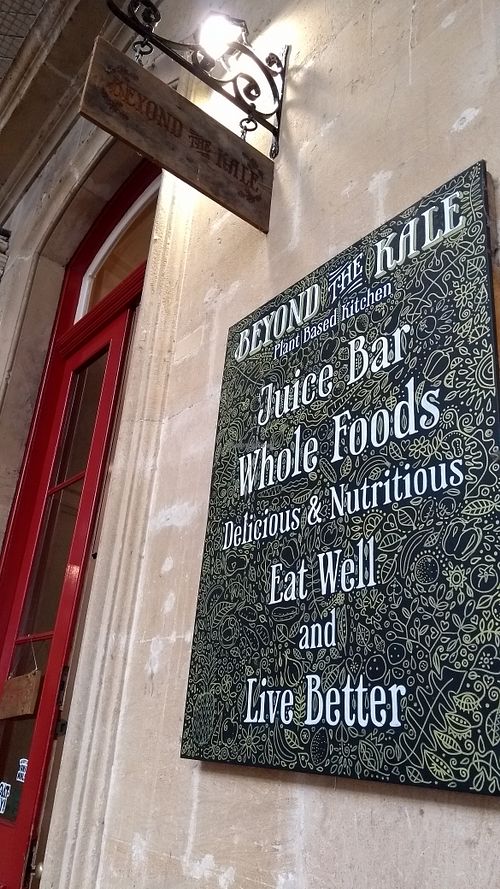 BEYOND THE KALE
BEYOND THE KALE
Plant Based Kitchen
Juice Bar
Whole Foods
Delicious & Nutritious
Eat Well
and
Live Better